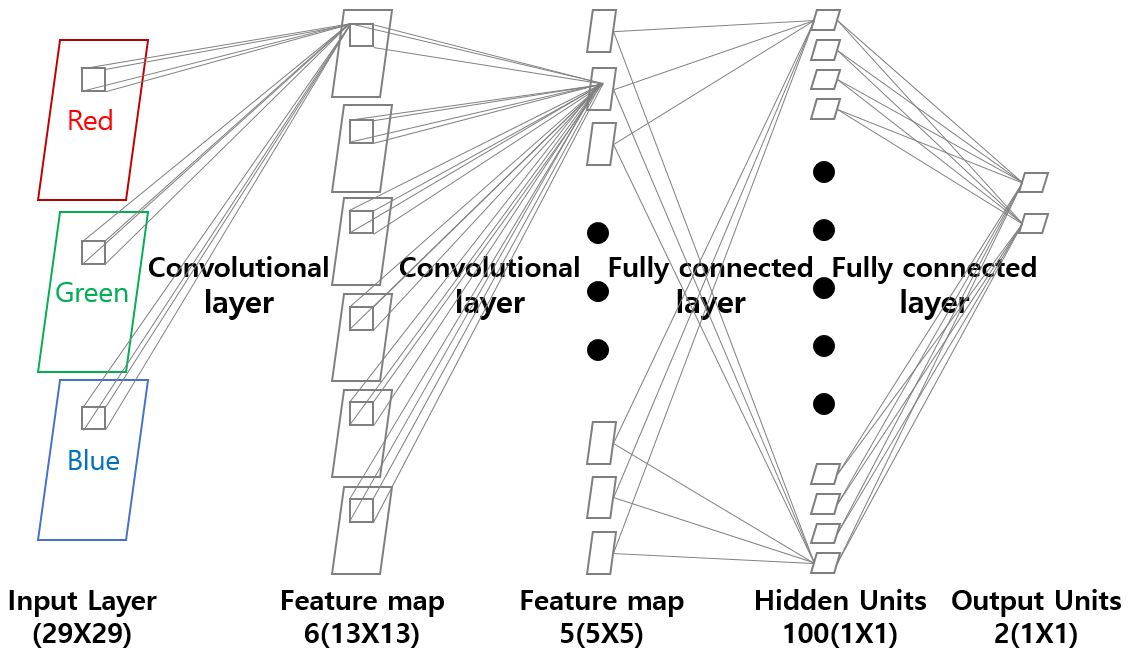 Red
Green
Blue
Convolutional
layer
Convolutional
layer
Fully connected
layer
Fully connected
layer
Input Layer
(29X29)
Feature map
6(13X13)
Feature map
5(5X5)
Hidden Units
100(1X1)
Output Units
2(1X1)